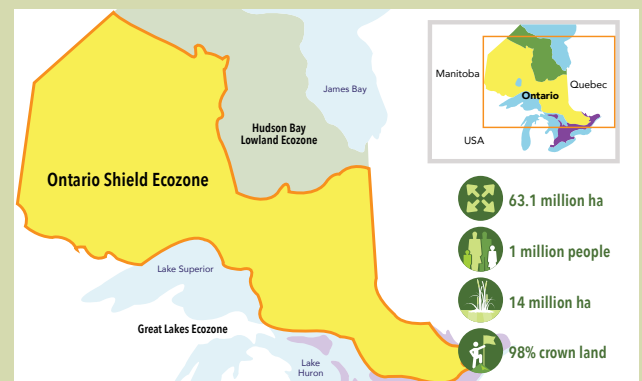 James Bay
Hudson Bay
Lowland Ecozone
Ontario Shield Ecozone
Lake Superior
Great Lakes Ecozone
Lake
Huron
Manitoba
Quebec
Ontario
USA
63.1 million ha
1 million people
14 million ha
98% crown land